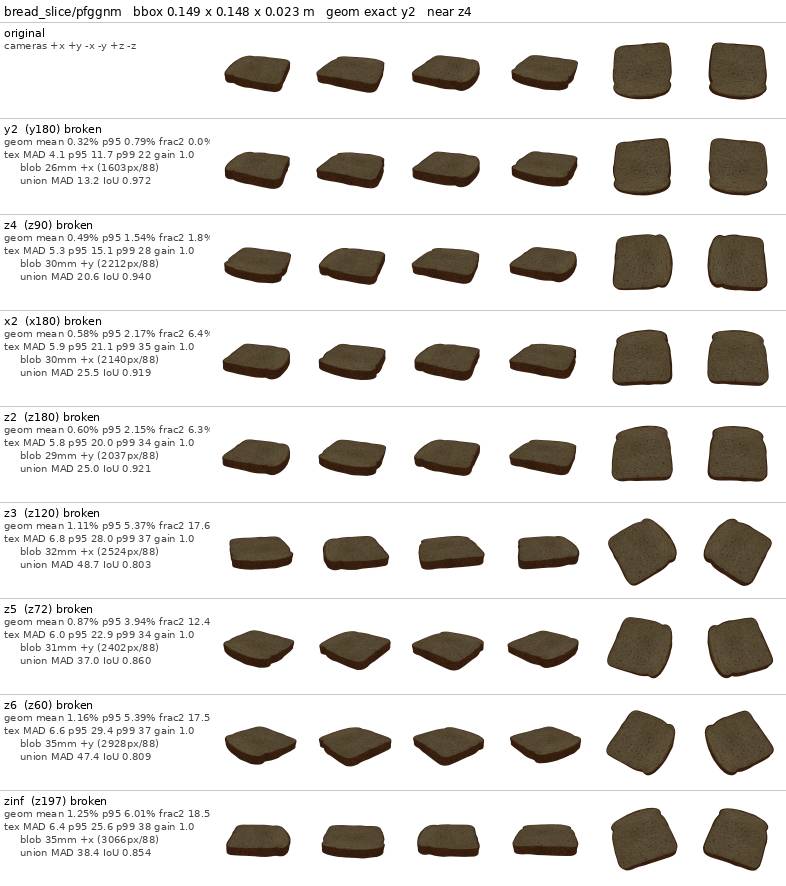 bread_slice/pfggnm   bbox 0.149 x 0.148 x 0.023 m   geom exact y2   near z4
original
cameras +x +y -x -y +z -z
y2  (y180) broken
geom mean 0.32% p95 0.79% frac2 0.0%
tex MAD 4.1 p95 11.7 p99 22 gain 1.0
blob 26mm +x (1603px/88)
union MAD 13.2 IoU 0.972
z4  (z90) broken
geom mean 0.49% p95 1.54% frac2 1.8%
tex MAD 5.3 p95 15.1 p99 28 gain 1.0
blob 30mm +y (2212px/88)
union MAD 20.6 IoU 0.940
x2  (x180) broken
geom mean 0.58% p95 2.17% frac2 6.4%
tex MAD 5.9 p95 21.1 p99 35 gain 1.0
blob 30mm +x (2140px/88)
union MAD 25.5 IoU 0.919
z2  (z180) broken
geom mean 0.60% p95 2.15% frac2 6.3%
tex MAD 5.8 p95 20.0 p99 34 gain 1.0
blob 29mm +y (2037px/88)
union MAD 25.0 IoU 0.921
z3  (z120) broken
geom mean 1.11% p95 5.37% frac2 17.6
tex MAD 6.8 p95 28.0 p99 37 gain 1.0
blob 32mm +x (2524px/88)
union MAD 48.7 IoU 0.803
z5  (z72) broken
geom mean 0.87% p95 3.94% frac2 12.4
tex MAD 6.0 p95 22.9 p99 34 gain 1.0
blob 31mm +y (2402px/88)
union MAD 37.0 IoU 0.860
z6  (z60) broken
geom mean 1.16% p95 5.39% frac2 17.5
tex MAD 6.6 p95 29.4 p99 37 gain 1.0
blob 35mm +y (2928px/88)
union MAD 47.4 IoU 0.809
zinf  (z197) broken
geom mean 1.25% p95 6.01% frac2 18.5
tex MAD 6.4 p95 25.6 p99 38 gain 1.0
blob 35mm +x (3066px/88)
union MAD 38.4 IoU 0.854